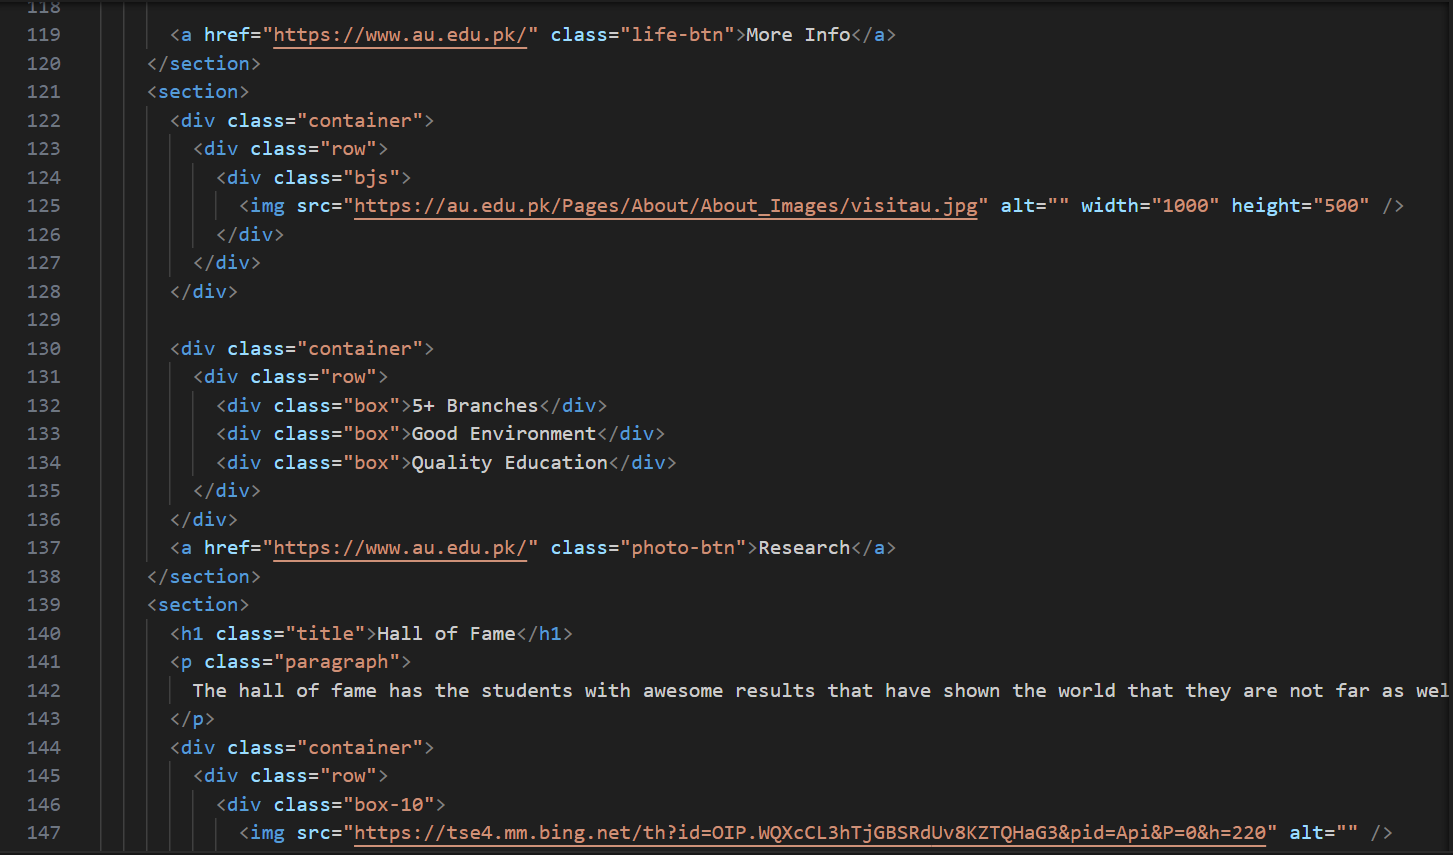 118
119 <a href="https://www.au.edu.pk/" class="life-btn">More Info</a>
120 </section>
121 <section>
122 <div class="container">
123 <div class="row">
124 <div class="bjs">
125 <img src="https://au.edu.pk/Pages/About/About_Images/visitau.jpg" alt="" width="1000" height="500" />
126 </div>
127 </div>
128 </div>
129
130 <div class="container">
131 <div class="row">
132 <div class="box">5+ Branches</div>
133 <div class="box">Good Environment</div>
134 <div class="box">Quality Education</div>
135 </div>
136 </div>
137 <a href="https://www.au.edu.pk/" class="photo-btn">Research</a>
138 </section>
139 <section>
140 <h1 class="title">Hall of Fame</h1>
141 <p class="paragraph">
142 The hall of fame has the students with awesome results that have shown the world that they are not far as wel
143 </p>
144 <div class="container">
145 <div class="row">
146 <div class="box-10">
147 <img src="https://tse4.mm.bing.net/th?id=OIP.WQXcCL3hTjGBSRdUv8KZTQHaG3&pid=Api&P=0&h=220" alt="" />